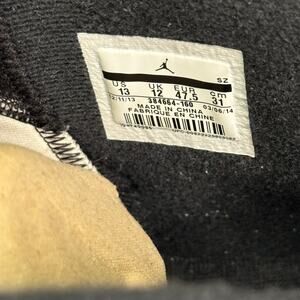 SZ
US UK EUR cm
13 12 47.5 31
384664-160
03/06/14
MADE IN CHINA
FABRIQUE EN CHINE